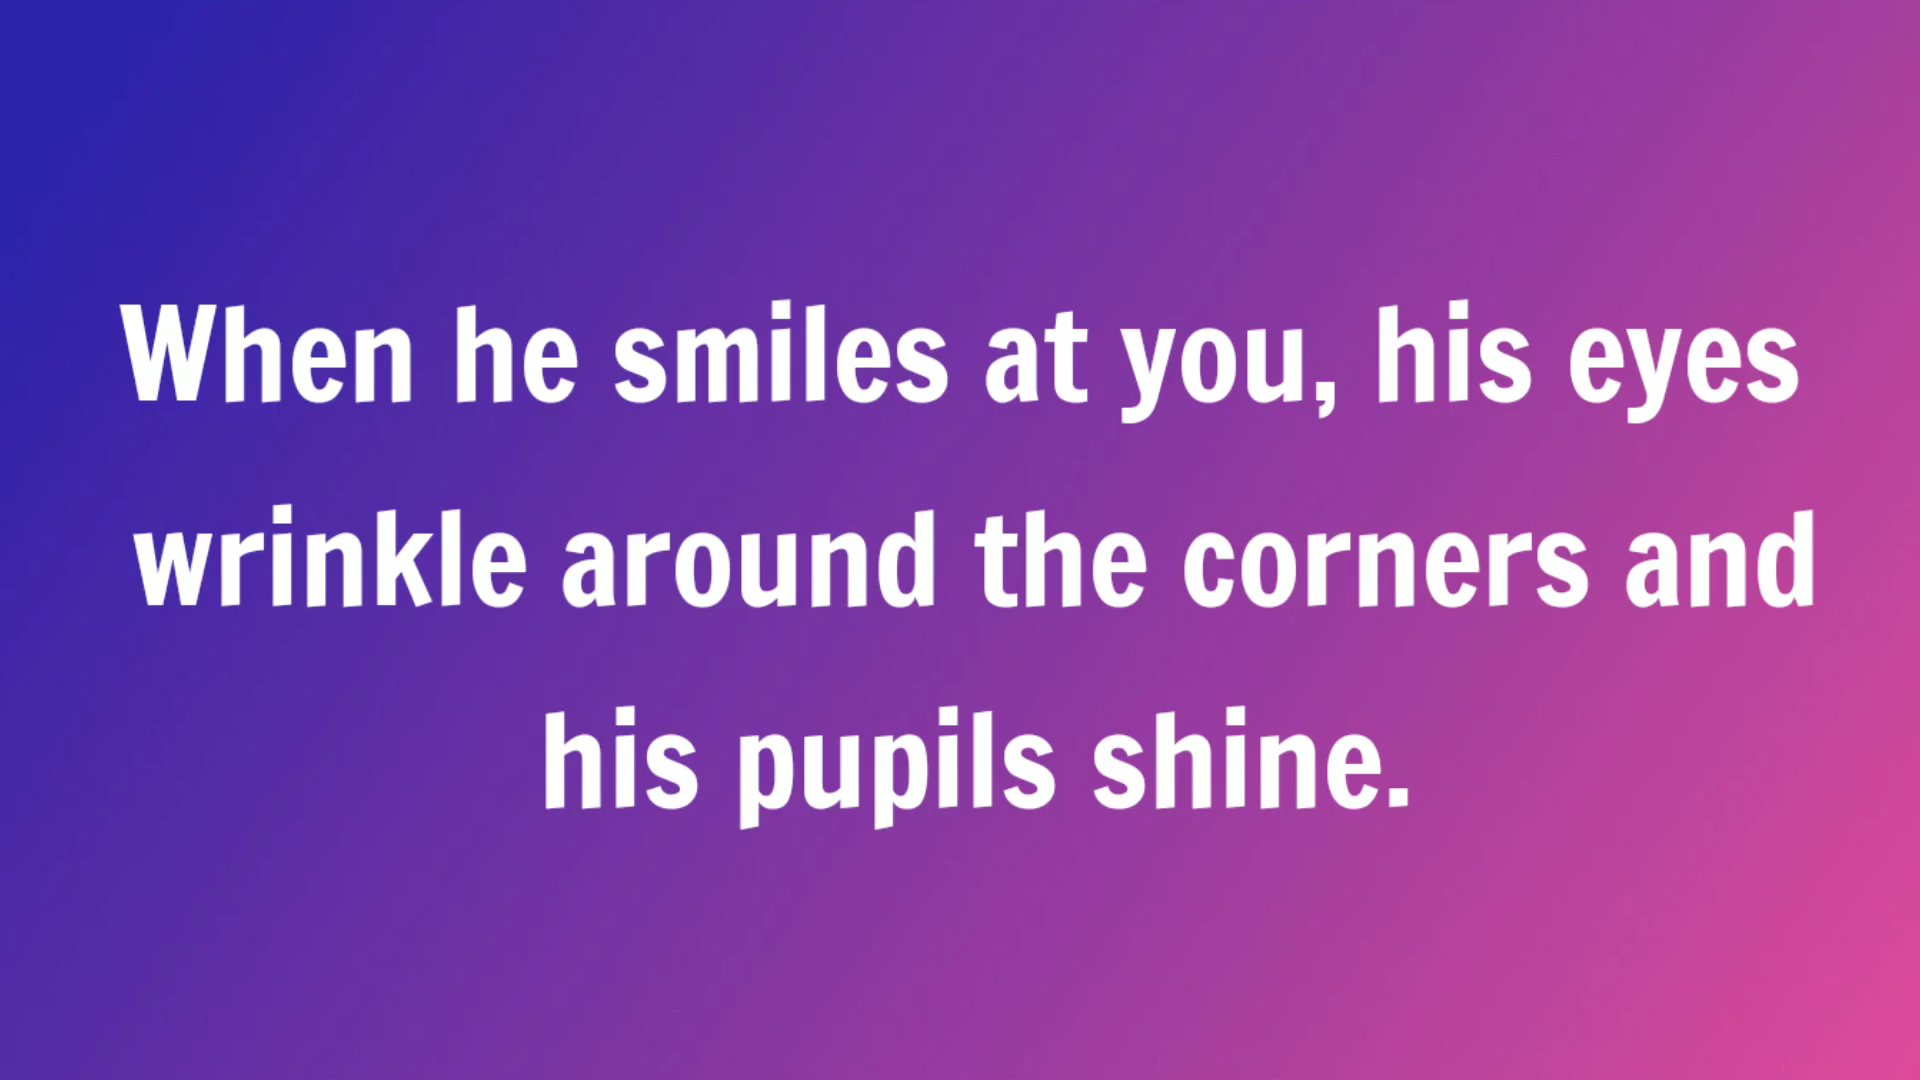 When he smiles at you, his eyes
wrinkle around the corners and
his pupils shine.